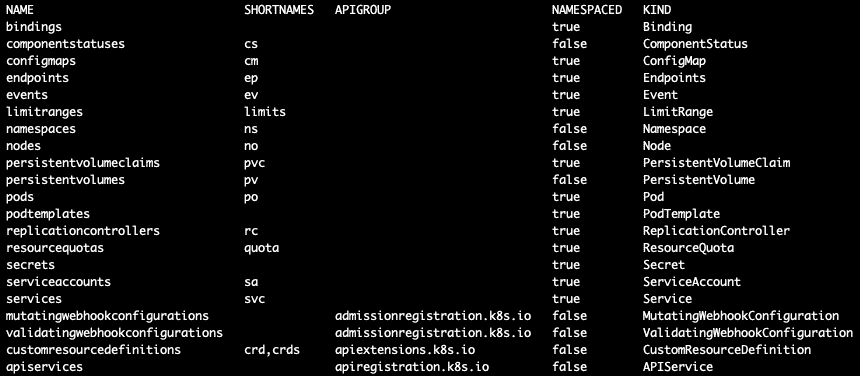 NAME SHORTNAMES APIGROUP NAMESPACED KIND
bindings true Binding
componentstatuses cs false ComponentStatus
configmaps cm true ConfigMap
endpoints ep true Endpoints
events ev true Event
limitranges limits true LimitRange
namespaces ns false Namespace
nodes no false Node
persistentvolumeclaims pvc true PersistentVolumeClaim
persistentvolumes pv false PersistentVolume
pods po true Pod
podtemplates true PodTemplate
replicationcontrollers rc true ReplicationController
resourcequotas quota true ResourceQuota
secrets true Secret
serviceaccounts sa true ServiceAccount
services svc true Service
mutatingwebhookconfigurations admissionregistration.k8s.io false MutatingWebhookConfiguration
validatingwebhookconfigurations admissionregistration.k8s.io false ValidatingWebhookConfiguration
customresourcedefinitions crd,crds apiextensions.k8s.io false CustomResourceDefinition
apiservices apiregistration.k8s.io false APIService